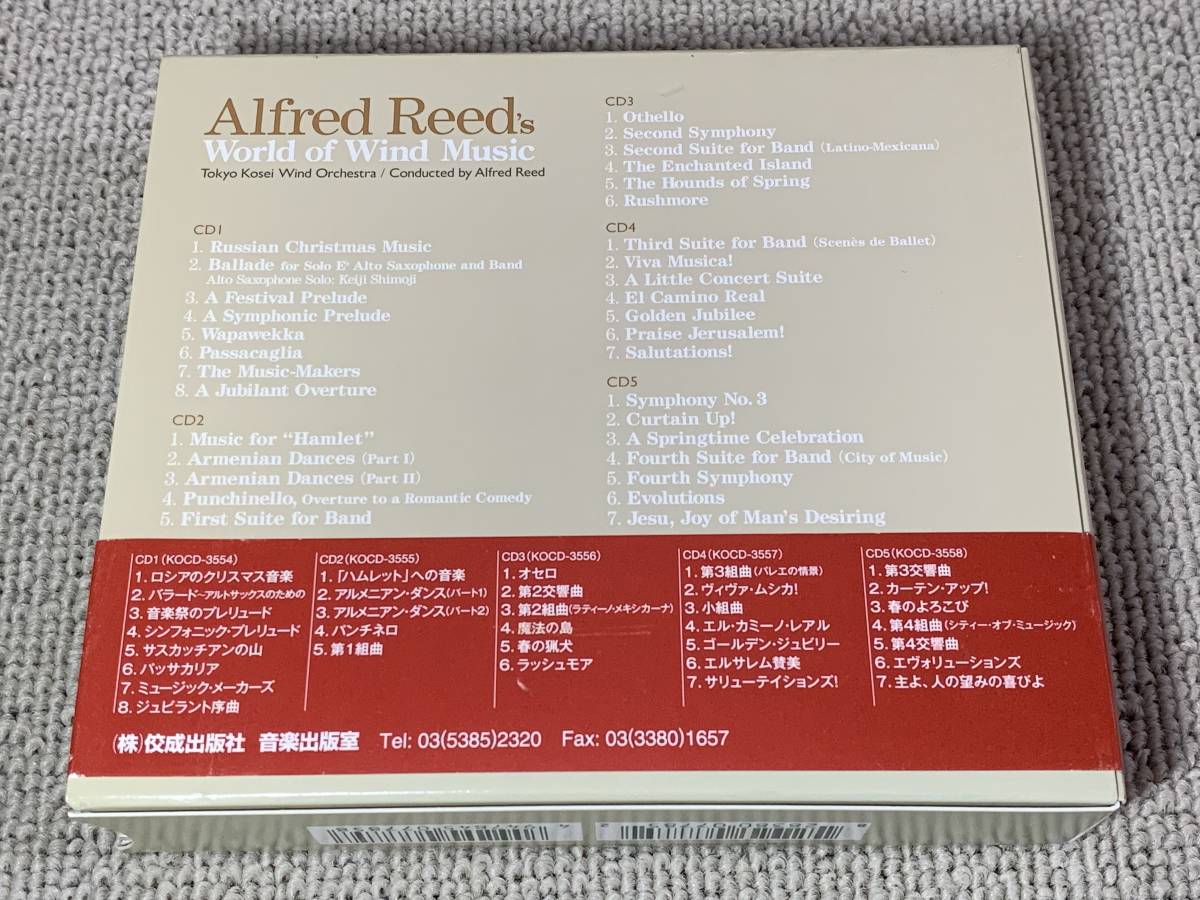 Alfred Reed's
World of Wind Music
Tokyo Kosei Wind Orchestra / Conducted by Alfred Reed
CD1
1. Russian Christmas Music
2. Ballade for Solo E♭ Alto Saxophone and Band
Alto Saxophone Solo: Keiji Shimoji
3. A Festival Prelude
4. A Symphonic Prelude
5. Wapawekka
6. Passacaglia
7. The Music-Makers
8. A Jubilant Overture
CD2
1. Music for “Hamlet”
2. Armenian Dances (Part I)
3. Armenian Dances (Part II)
4. Punchinello, Overture to a Romantic Comedy
5. First Suite for Band
CD3
1. Othello
2. Second Symphony
3. Second Suite for Band (Latino-Mexicana)
4. The Enchanted Island
5. The Hounds of Spring
6. Rushmore
CD4
1. Third Suite for Band (Scenès de Ballet)
2. Viva Musica!
3. A Little Concert Suite
4. El Camino Real
5. Golden Jubilee
6. Praise Jerusalem!
7. Salutations!
CD5
1. Symphony No. 3
2. Curtain Up!
3. A Springtime Celebration
4. Fourth Suite for Band (City of Music)
5. Fourth Symphony
6. Evolutions
7. Jesu, Joy of Man's Desiring
CD1(KOCD-3554)
1. ロシアのクリスマス音楽
2. バラード〜アルトサックスのための
3. 音楽祭のプレリュード
4. シンフォニック・プレリュード
5. サスカッチアンの山
6. パッサカリア
7. ミュージック・メーカーズ
8. ジュビラント序曲
CD2(KOCD-3555)
1. 「ハムレット」への音楽
2. アルメニアン・ダンス(パート1)
3. アルメニアン・ダンス(パート2)
4. パンチネロ
5. 第1組曲
CD3(KOCD-3556)
1. オセロ
2. 第2交響曲
3. 第2組曲(ラティーノ・メキシカーナ)
4. 魔法の島
5. 春の猟犬
6. ラッシュモア
CD4(KOCD-3557)
1. 第3組曲(バレエの情景)
2. ヴィヴァ・ムシカ!
3. 小組曲
4. エル・カミーノ・レアル
5. ゴールデン・ジュビリー
6. エルサレム賛美
7. サリューテイションズ!
CD5(KOCD-3558)
1. 第3交響曲
2. カーテン・アップ!
3. 春のよろこび
4. 第4組曲(シティー・オブ・ミュージック)
5. 第4交響曲
6. エヴォリューションズ
7. 主よ、人の望みの喜びよ
(株)佼成出版社 音楽出版室 Tel: 03(5385)2320 Fax: 03(3380)1657